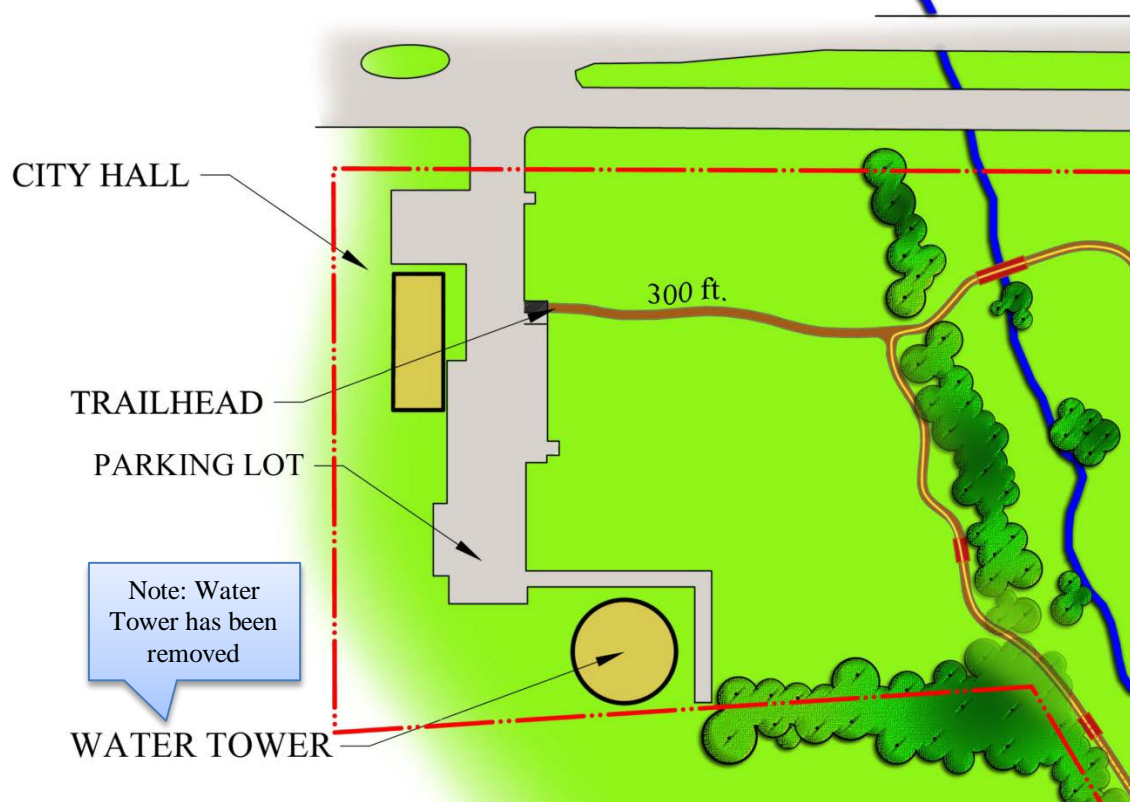 CITY HALL
300 ft.
TRAILHEAD
PARKING LOT
Note: Water
Tower has been
removed
WATER TOWER